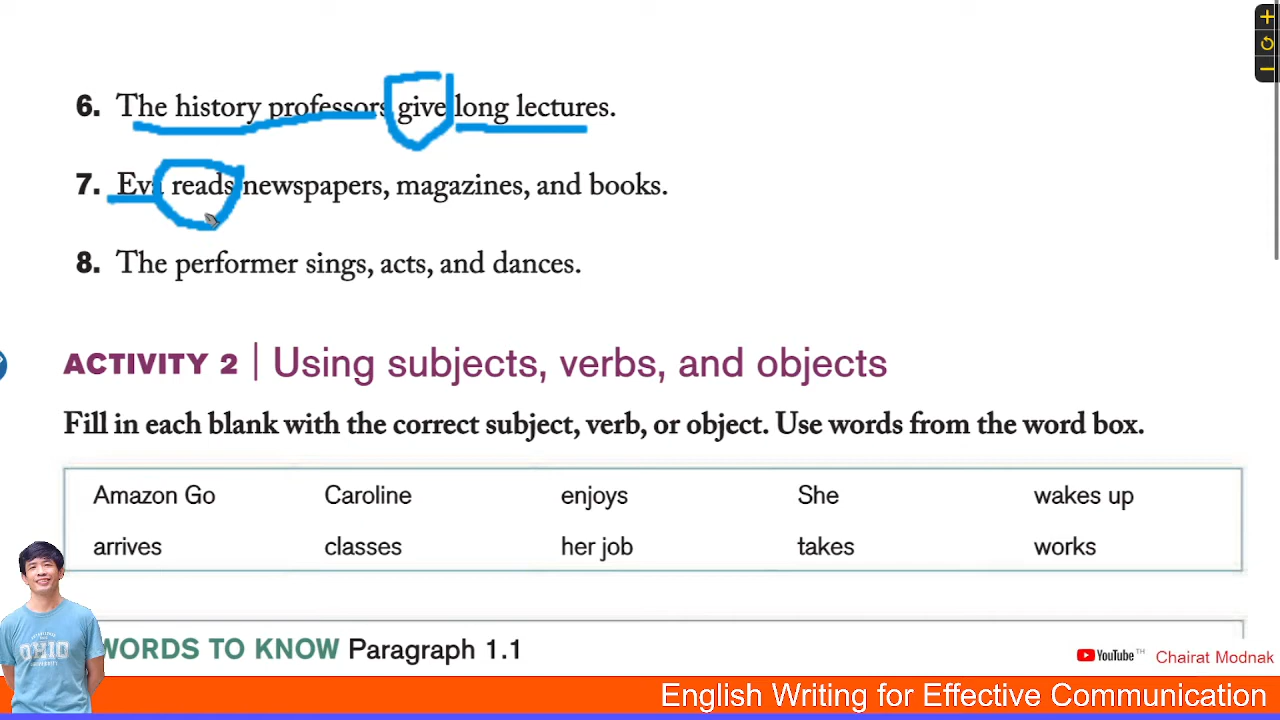 6. The history professors give long lectures.
7. Eva reads newspapers, magazines, and books.
8. The performer sings, acts, and dances.
ACTIVITY 2 | Using subjects, verbs, and objects
Fill in each blank with the correct subject, verb, or object. Use words from the word box.
Amazon Go Caroline enjoys She wakes up
arrives classes her job takes works
WORDS TO KNOW Paragraph 1.1
YouTube TH Chairat Modnak
OHIO
English Writing for Effective Communication